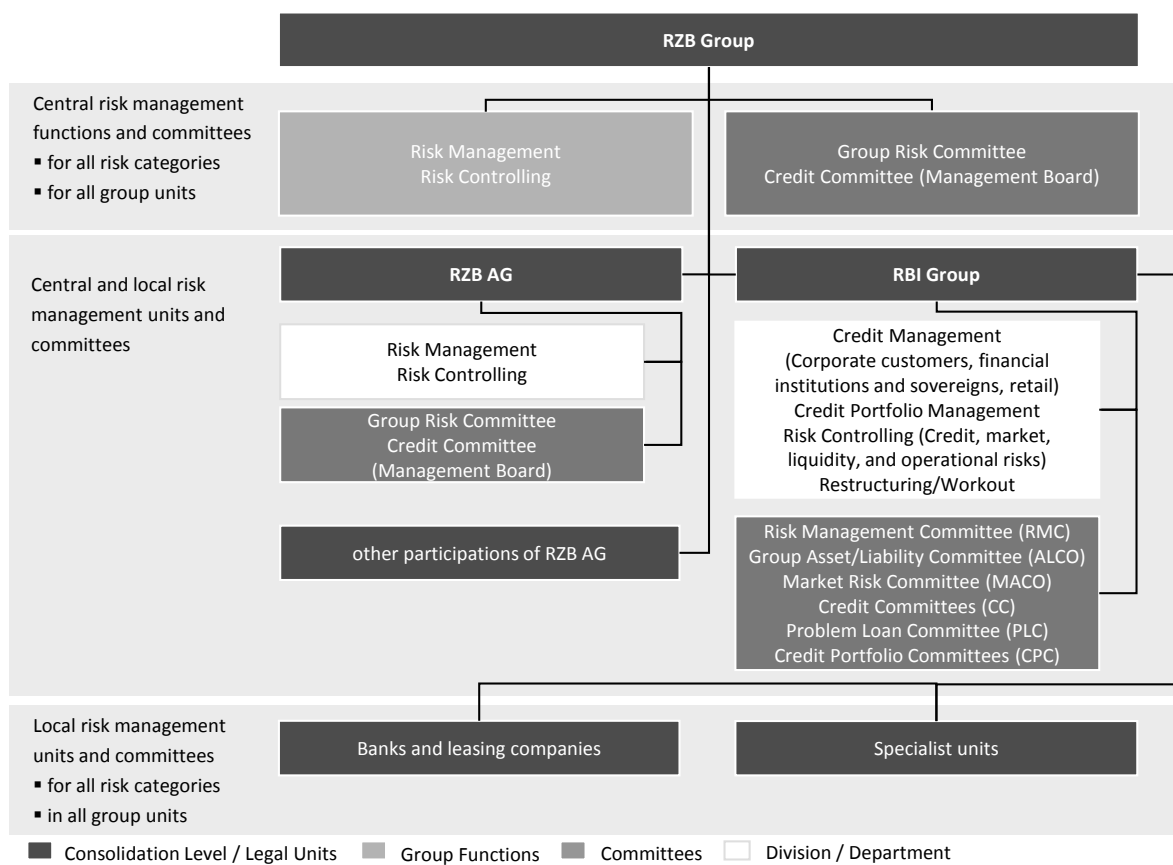 RZB Group
Central risk management
functions and committees
▪ for all risk categories
▪ for all group units
Risk Management
Risk Controlling
Group Risk Committee
Credit Committee (Management Board)
Central and local risk
management units and
committees
RZB AG
Risk Management
Risk Controlling
Group Risk Committee
Credit Committee
(Management Board)
other participations of RZB AG
RBI Group
Credit Management
(Corporate customers, financial
institutions and sovereigns, retail)
Credit Portfolio Management
Risk Controlling (Credit, market,
liquidity, and operational risks)
Restructuring/Workout
Risk Management Committee (RMC)
Group Asset/Liability Committee (ALCO)
Market Risk Committee (MACO)
Credit Committees (CC)
Problem Loan Committee (PLC)
Credit Portfolio Committees (CPC)
Local risk management
units and committees
▪ for all risk categories
▪ in all group units
Banks and leasing companies
Specialist units
Consolidation Level / Legal Units
Group Functions
Committees
Division / Department